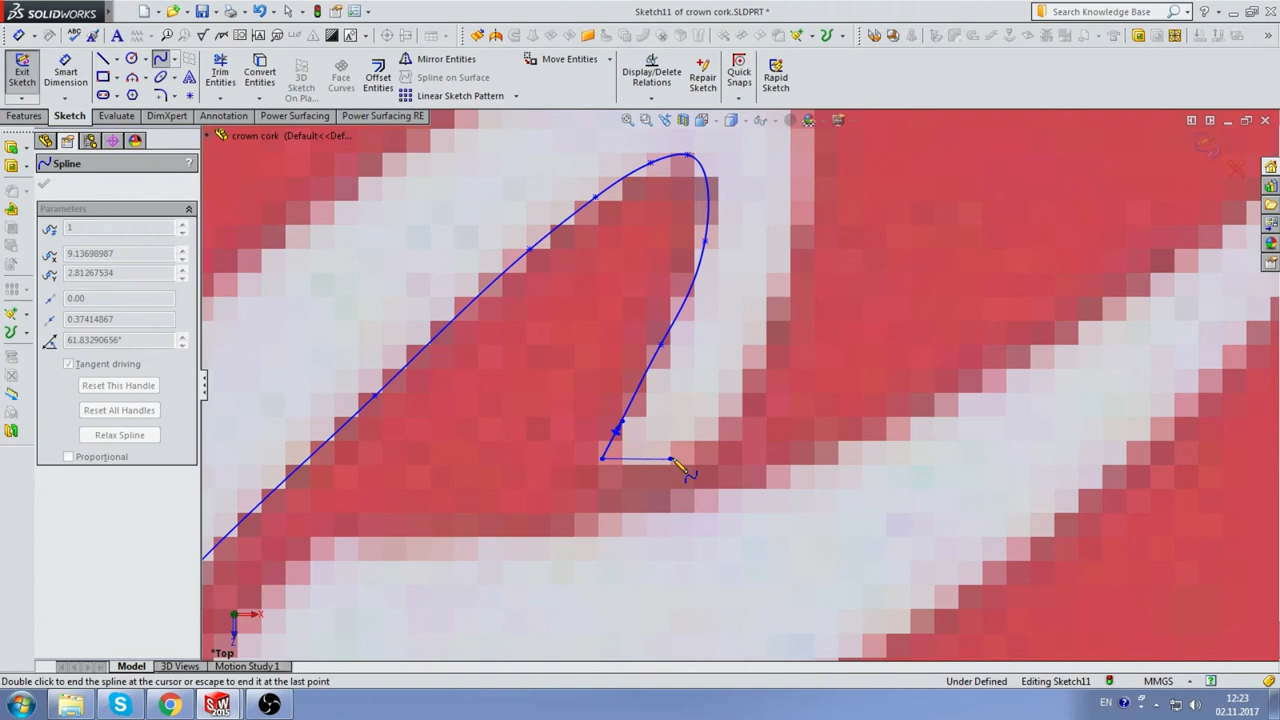 SOLIDWORKS
Sketch11 of crown cork.SLDPRT *
Search Knowledge Base
Exit
Sketch
Smart
Dimension
Trim
Entities
Convert
Entities
3D
Sketch
On Pla...
Face
Curves
Offset
Entities
Mirror Entities
Spline on Surface
Linear Sketch Pattern
Move Entities
Display/Delete
Relations
Repair
Sketch
Quick
Snaps
Rapid
Sketch
Features
Sketch
Evaluate
DimXpert
Annotation
Power Surfacing
Power Surfacing RE
crown cork (Default<<Def...
Spline
?
Parameters
1
9.13698987
2.81267534
0.00
0.37414867
61.83290656°
Tangent driving
Reset This Handle
Reset All Handles
Relax Spline
Proportional
X
Z
*Top
Model
3D Views
Motion Study 1
Double click to end the spline at the cursor or escape to end it at the last point
Under Defined
Editing Sketch11
MMGS
SW
2015
EN
12:23
02.11.2017